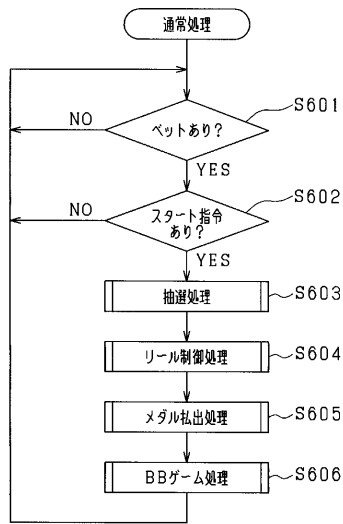 通常処理
S601
ベットあり?
NO
YES
S602
スタート指令
あり?
NO
YES
抽選処理
S603
リール制御処理
S604
メダル払出処理
S605
BBゲーム処理
S606